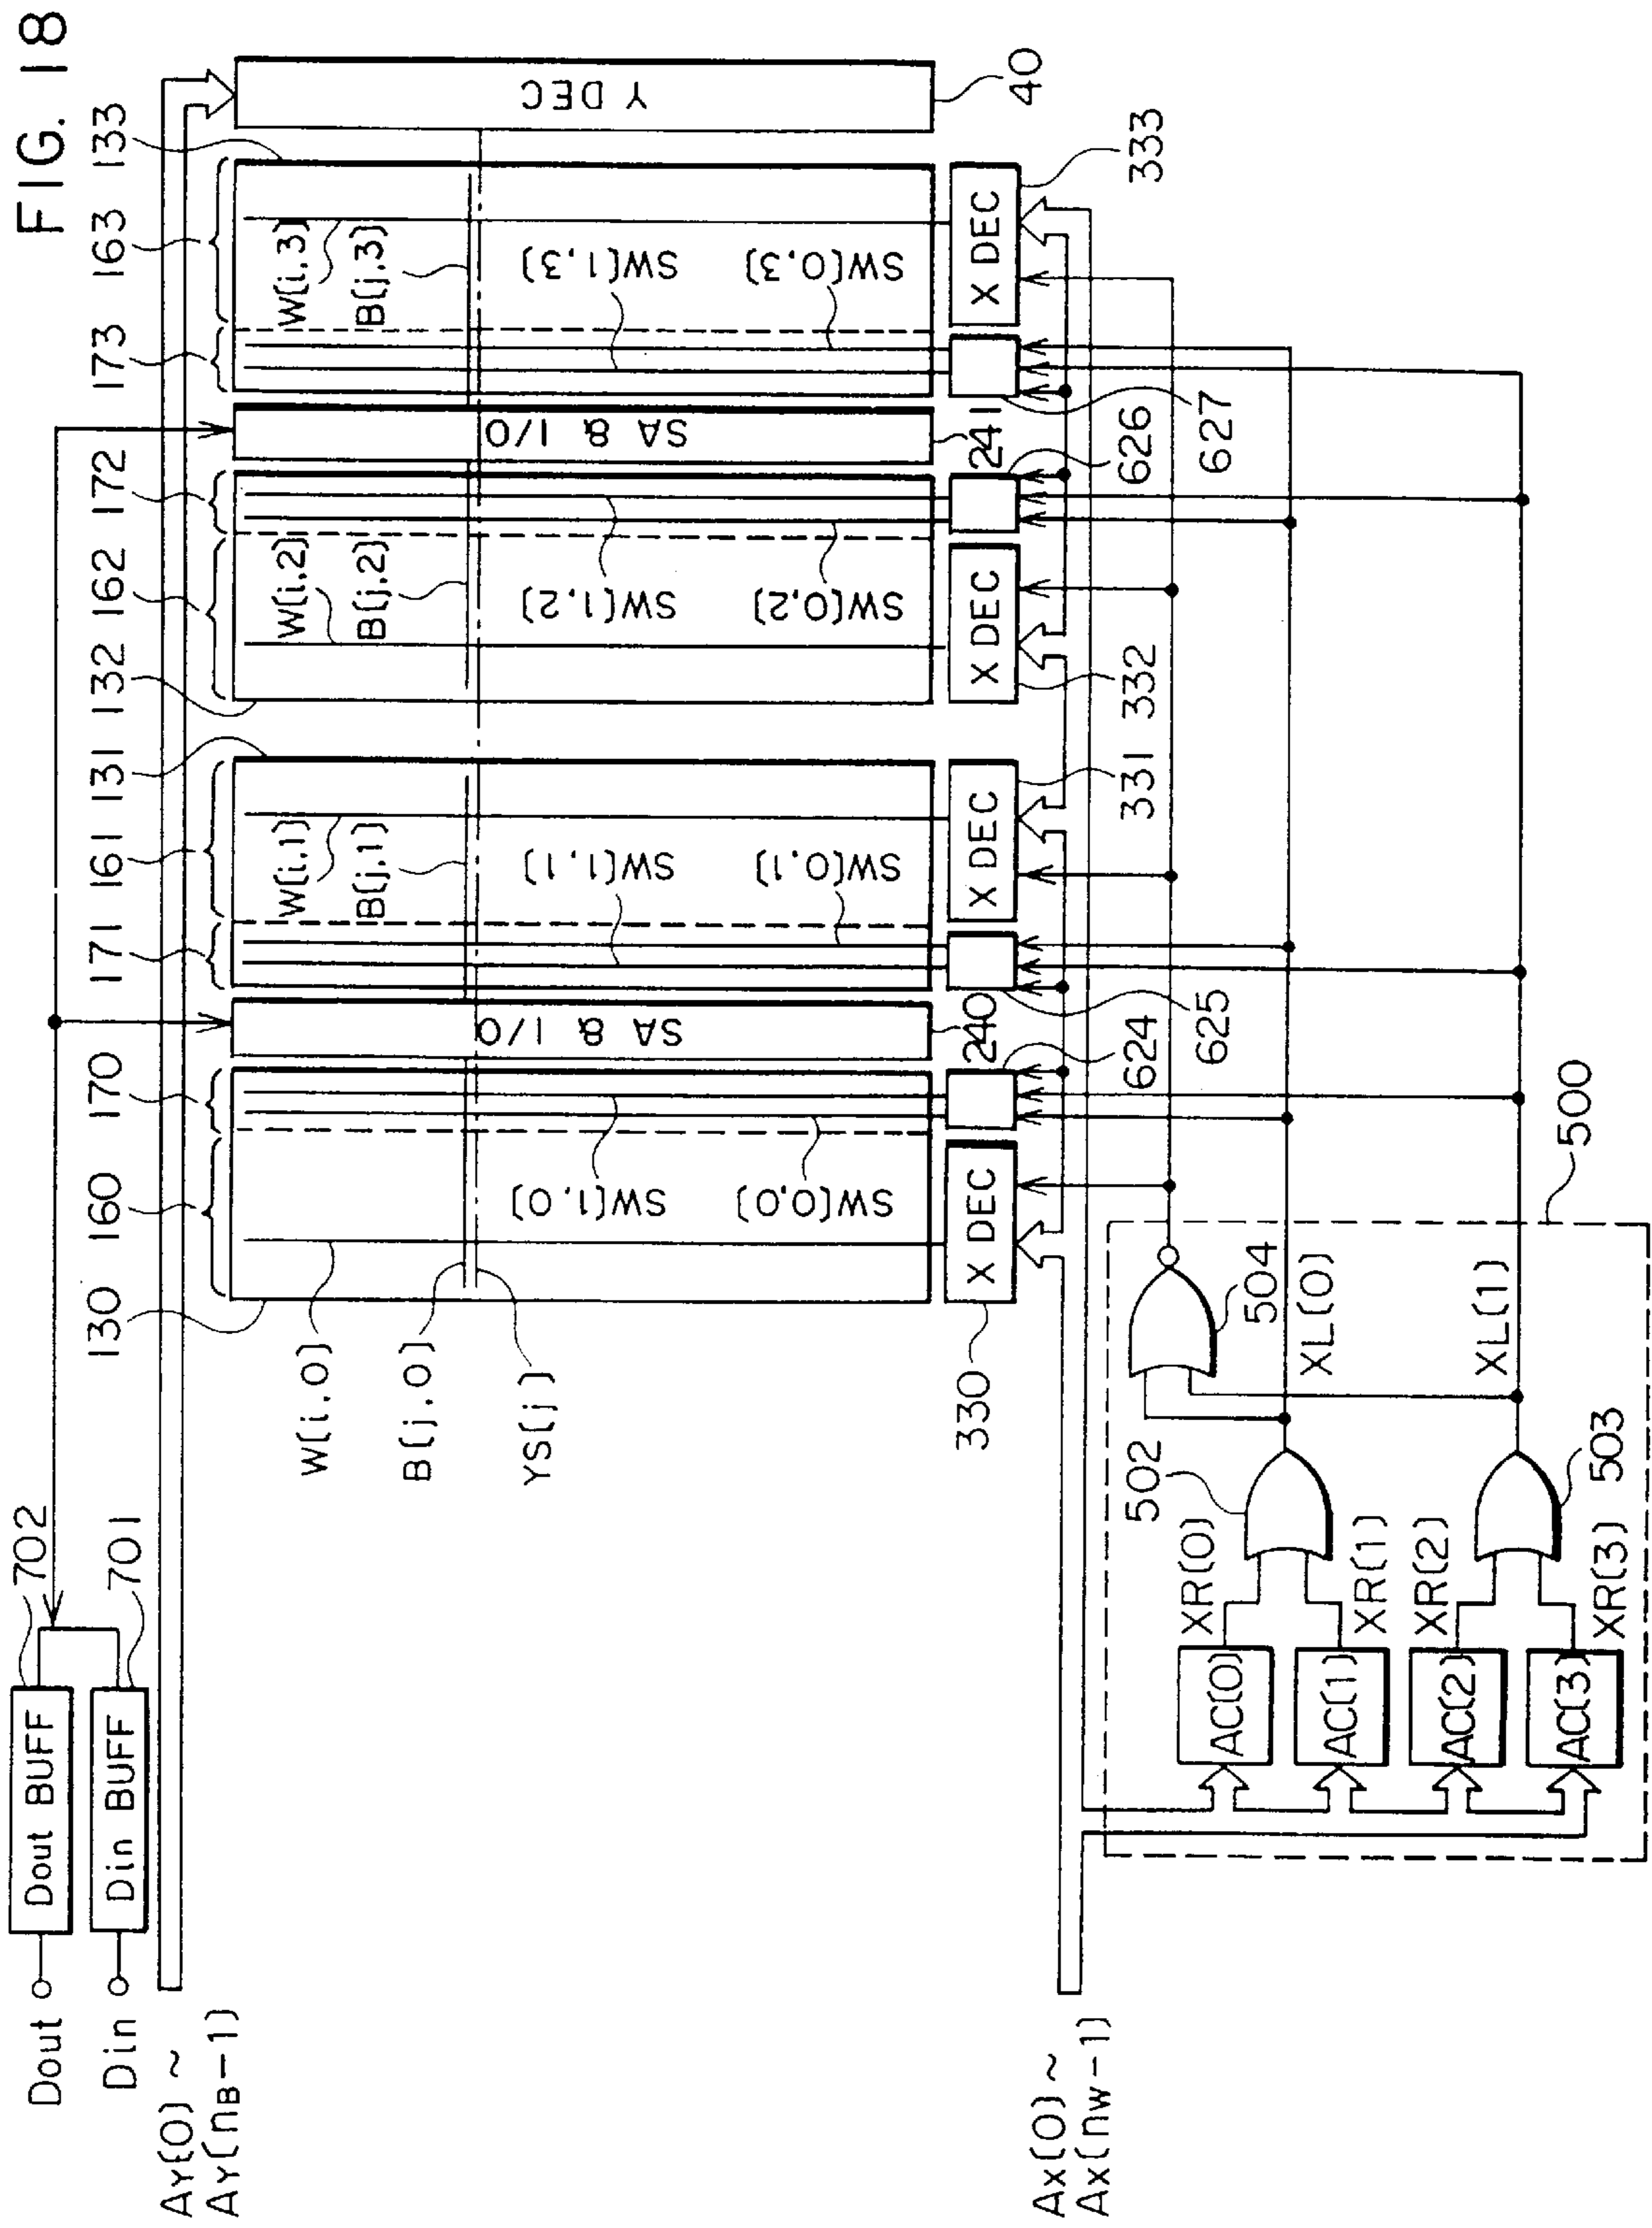 FIG. 18
Dout
Dout BUFF
702
Din
Din BUFF
701
AY(0) ~
AY(nB-1)
130
160
170
171
161
131
132
162
172
173
163
133
W(i,0)
B(j,0)
YS(j)
SW(1,0)
SW(0,0)
SA & I/O
240
W(i,1)
B(j,1)
SW(1,1)
SW(0,1)
W(i,2)
B(j,2)
SW(1,2)
SW(0,2)
SA & I/O
241
W(i,3)
B(j,3)
SW(1,3)
SW(0,3)
Y DEC
40
X DEC
330
624
625
X DEC
331
X DEC
332
626
627
X DEC
333
AX(0) ~
AX(nW-1)
500
504
AC(0)
XR(0)
502
XL(0)
AC(1)
XR(1)
AC(2)
XR(2)
503
XL(1)
AC(3)
XR(3)